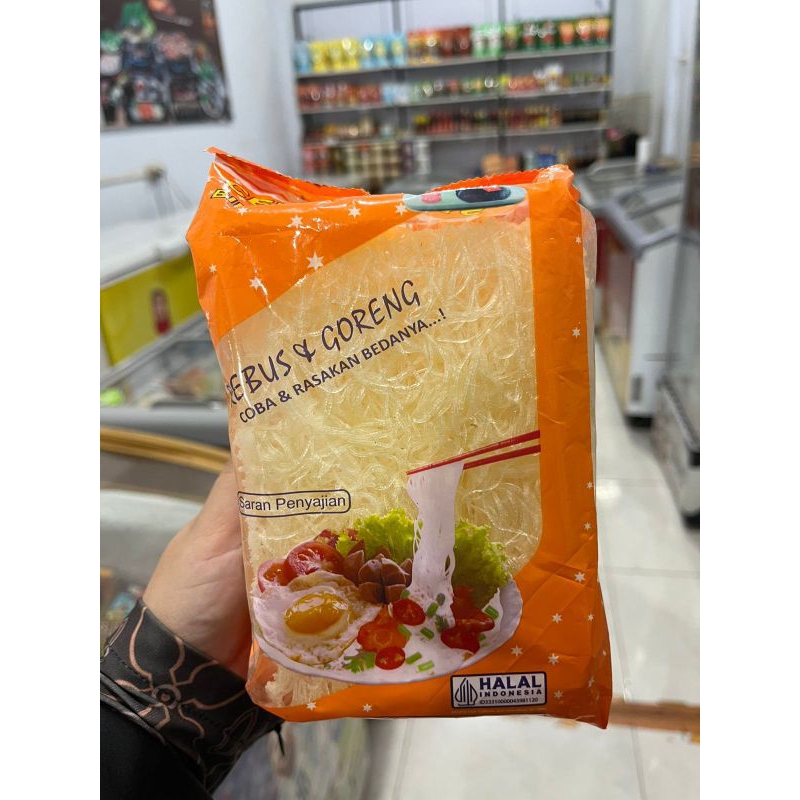 REBUS & GORENG
COBA & RASAKAN BEDANYA...!
Saran Penyajian
HALAL
INDONESIA